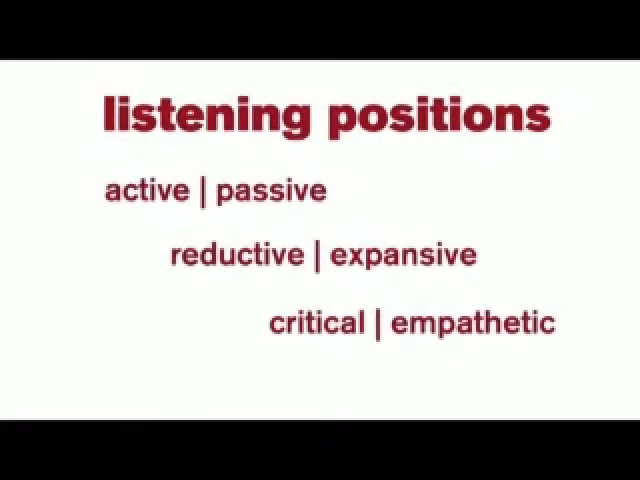 listening positions
active | passive
reductive | expansive
critical | empathetic